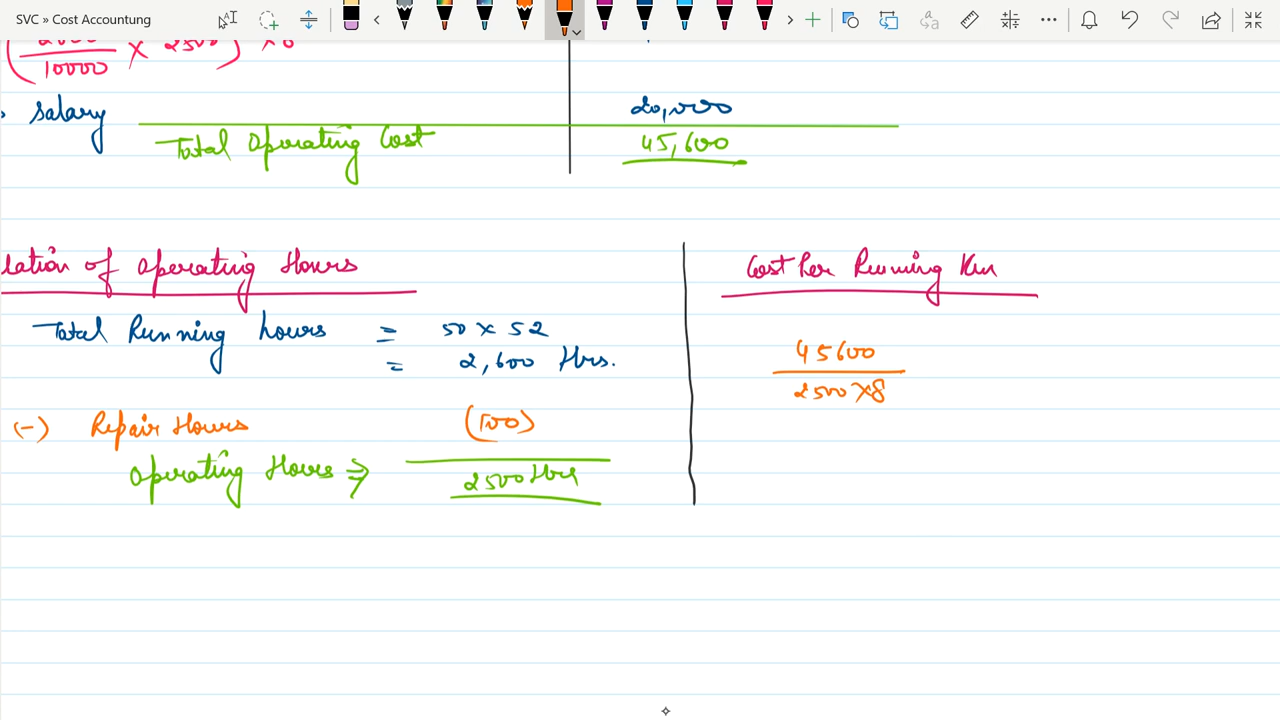 SVC » Cost Accountung
10000 × 2500 ) × 8
Salary 20,000
Total Operating Cost 45,600
lation of Operating Hours
Total Running hours = 50 × 52
= 2,600 Hrs.
(-) Repair Hours (100)
Operating Hours ⇒ 2500 Hrs
Cost Per Running Km
45600
2500 × 8